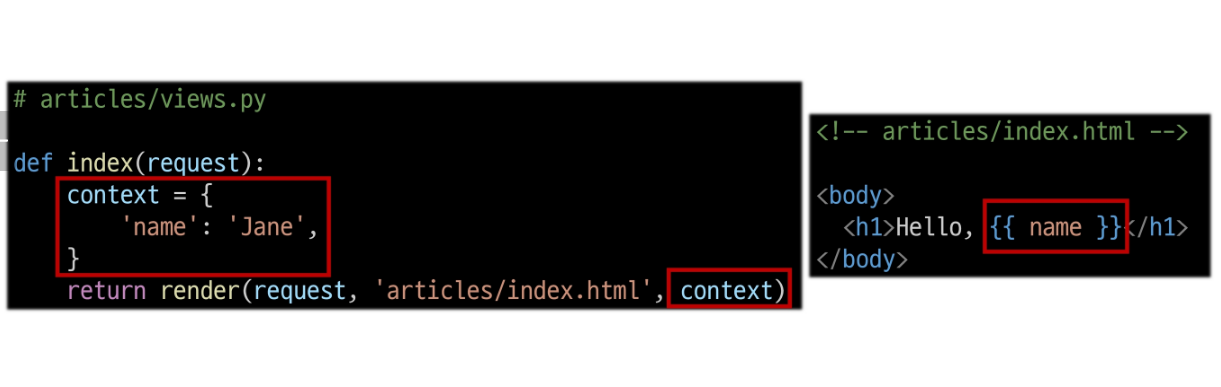 # articles/views.py
def index(request):
    context = {
        'name': 'Jane',
    }
    return render(request, 'articles/index.html', context)
<!-- articles/index.html -->
<body>
  <h1>Hello, {{ name }}</h1>
</body>